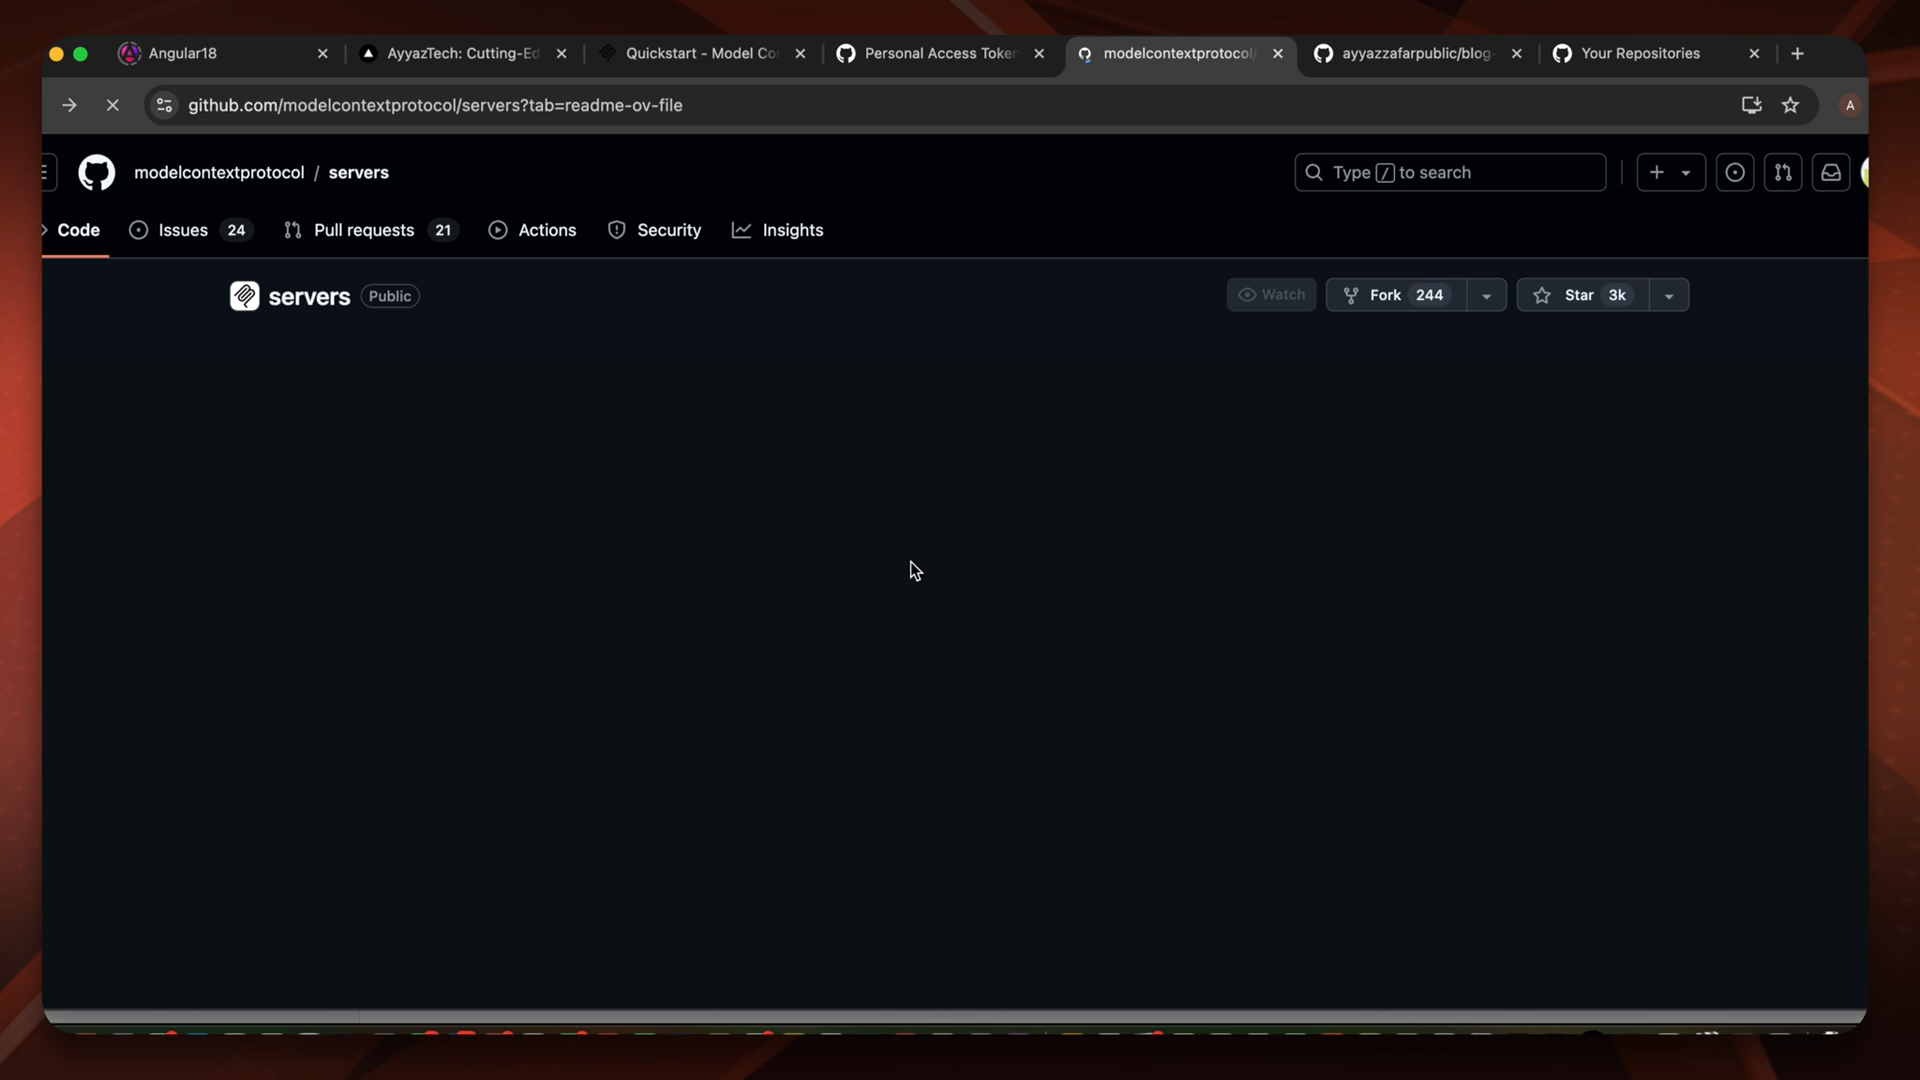 Angular18
AyyazTech: Cutting-Ed
Quickstart - Model Co
Personal Access Token
modelcontextprotocol/
ayyazzafarpublic/blog-
Your Repositories
github.com/modelcontextprotocol/servers?tab=readme-ov-file
A
modelcontextprotocol / servers
Type / to search
Code
Issues 24
Pull requests 21
Actions
Security
Insights
servers Public
Watch
Fork 244
Star 3k